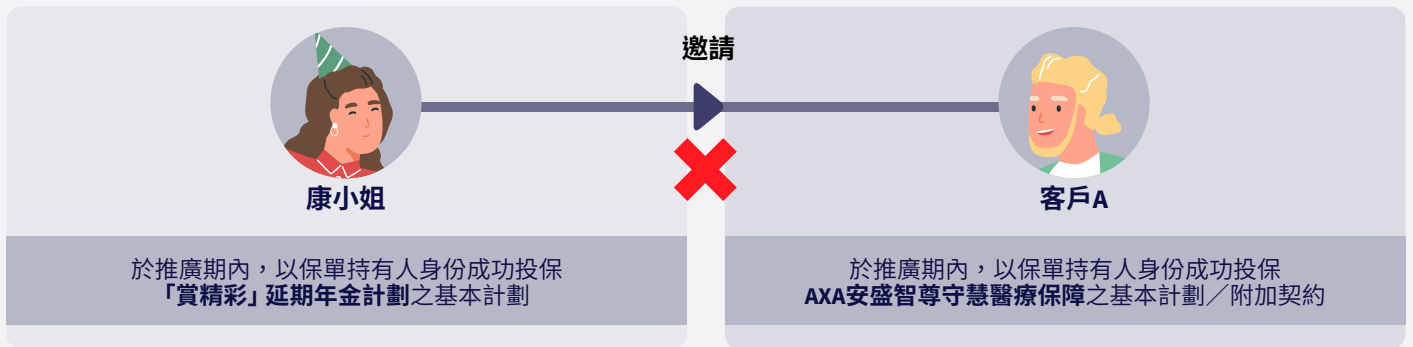 邀請
康小姐
客戶A
於推廣期內，以保單持有人身份成功投保
「賞精彩」延期年金計劃之基本計劃
於推廣期內，以保單持有人身份成功投保
AXA安盛智尊守慧醫療保障之基本計劃／附加契約